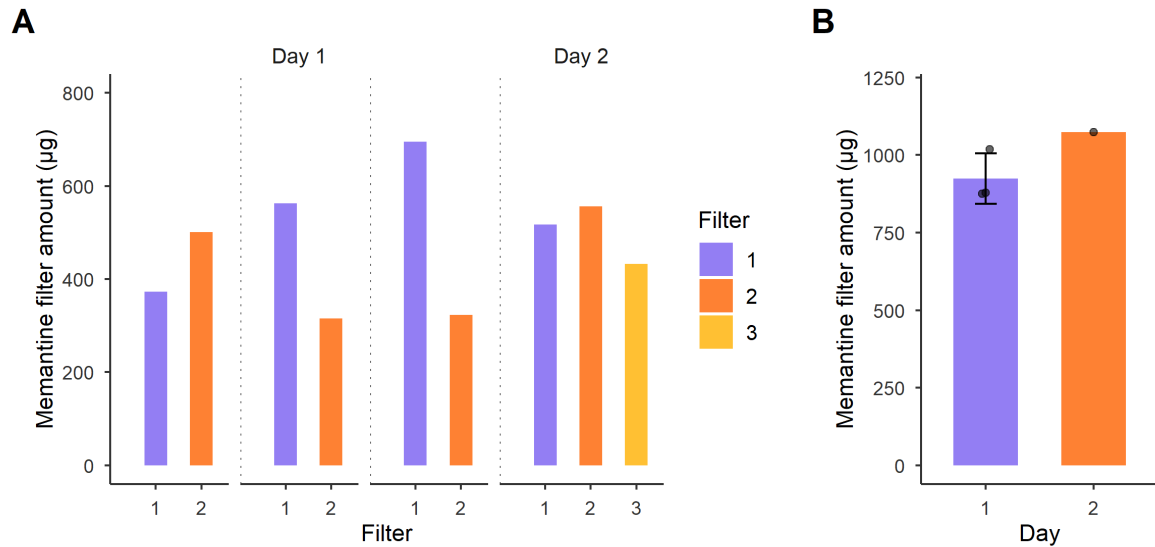 A
Day 1
Day 2
Memantine filter amount (µg)
800
600
400
200
0
1 2 1 2 1 2 1 2 3
Filter
Filter
1
2
3
B
Memantine filter amount (µg)
1250
1000
750
500
250
0
1 2
Day